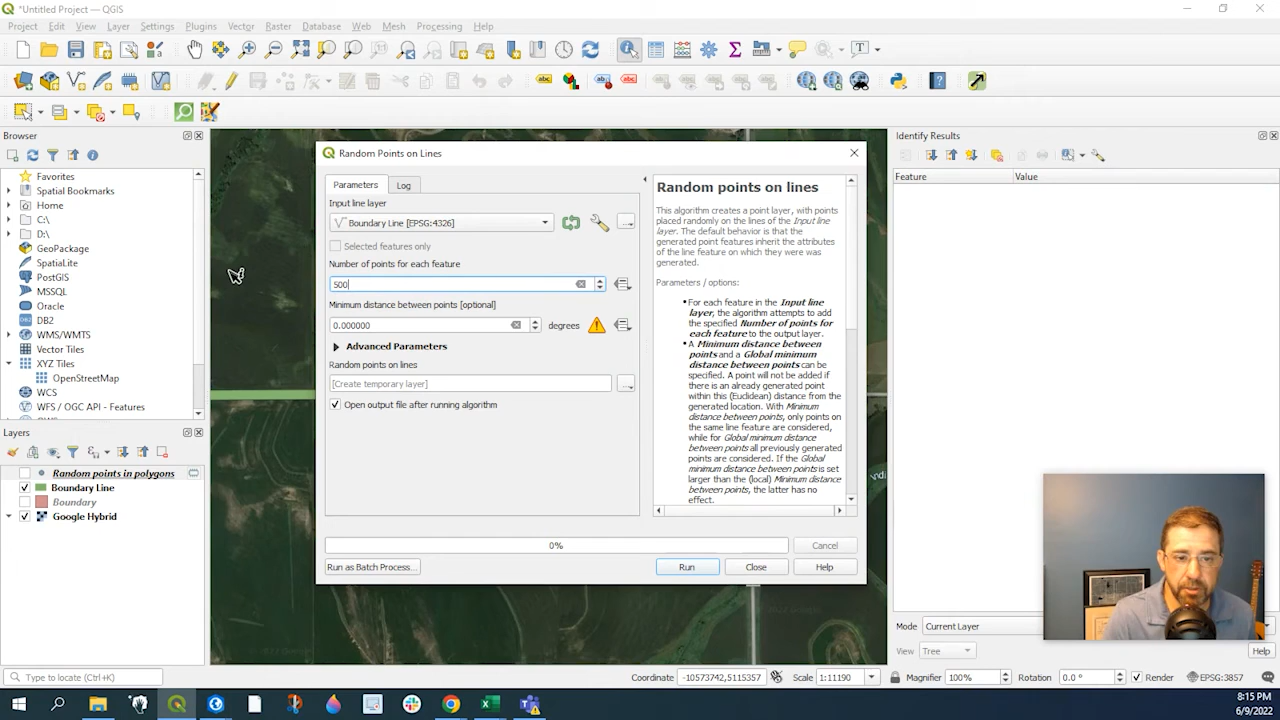 *Untitled Project — QGIS
Project Edit View Layer Settings Plugins Vector Raster Database Web Mesh Processing Help
Browser
Favorites
Spatial Bookmarks
Home
C:\
D:\
GeoPackage
SpatiaLite
PostGIS
MSSQL
Oracle
DB2
WMS/WMTS
Vector Tiles
XYZ Tiles
OpenStreetMap
WCS
WFS / OGC API - Features
Layers
Random points in polygons
Boundary Line
Boundary
Google Hybrid
Random Points on Lines
Parameters Log
Input line layer
Boundary Line [EPSG:4326]
Selected features only
Number of points for each feature
500
Minimum distance between points [optional]
0.000000 degrees
Advanced Parameters
Random points on lines
[Create temporary layer]
Open output file after running algorithm
Random points on lines
This algorithm creates a point layer, with points
placed randomly on the lines of the Input line
layer. The default behavior is that the
generated point features inherit the attributes
of the line feature on which they were was
generated.
Parameters / options:
For each feature in the Input line
layer, the algorithm attempts to add
the specified Number of points for
each feature to the output layer.
A Minimum distance between
points and a Global minimum
distance between points can be
specified. A point will not be added if
there is an already generated point
within this (Euclidean) distance from
the generated location. With Minimum
distance between points, only points on
the same line feature are considered,
while for Global minimum distance
between points all previously generated
points are considered. If the Global
minimum distance between points is set
larger than the (local) Minimum distance
between points, the latter has no
effect.
0% Cancel
Run as Batch Process... Run Close Help
Identify Results
Feature Value
Mode Current Layer
View Tree Help
Type to locate (Ctrl+K) Coordinate -10573742,5115357 Scale 1:11190 Magnifier 100% Rotation 0.0 ° Render EPSG:3857
8:15 PM
6/9/2022